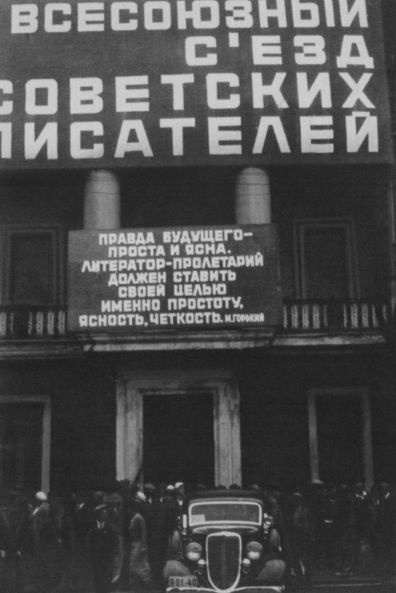 ВСЕСОЮЗНЫЙ
С'ЕЗД
СОВЕТСКИХ
ПИСАТЕЛЕЙ
ПРАВДА БУДУЩЕГО–
ПРОСТА И ЯСНА.
ЛИТЕРАТОР-ПРОЛЕТАРИЙ
ДОЛЖЕН СТАВИТЬ
СВОЕЙ ЦЕЛЬЮ
ИМЕННО ПРОСТОТУ,
ЯСНОСТЬ, ЧЕТКОСТЬ. М. ГОРЬКИЙ